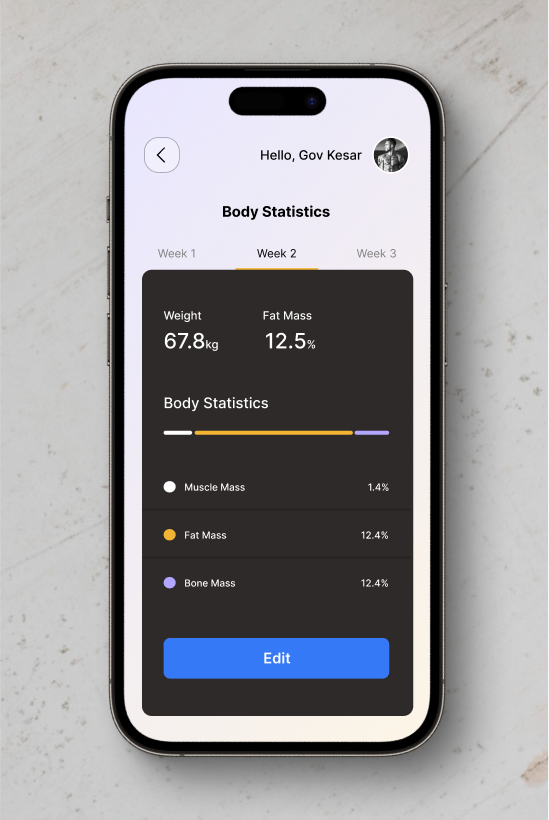 Hello, Gov Kesar
Body Statistics
Week 1 Week 2 Week 3
Weight Fat Mass
67.8kg 12.5%
Body Statistics
Muscle Mass 1.4%
Fat Mass 12.4%
Bone Mass 12.4%
Edit